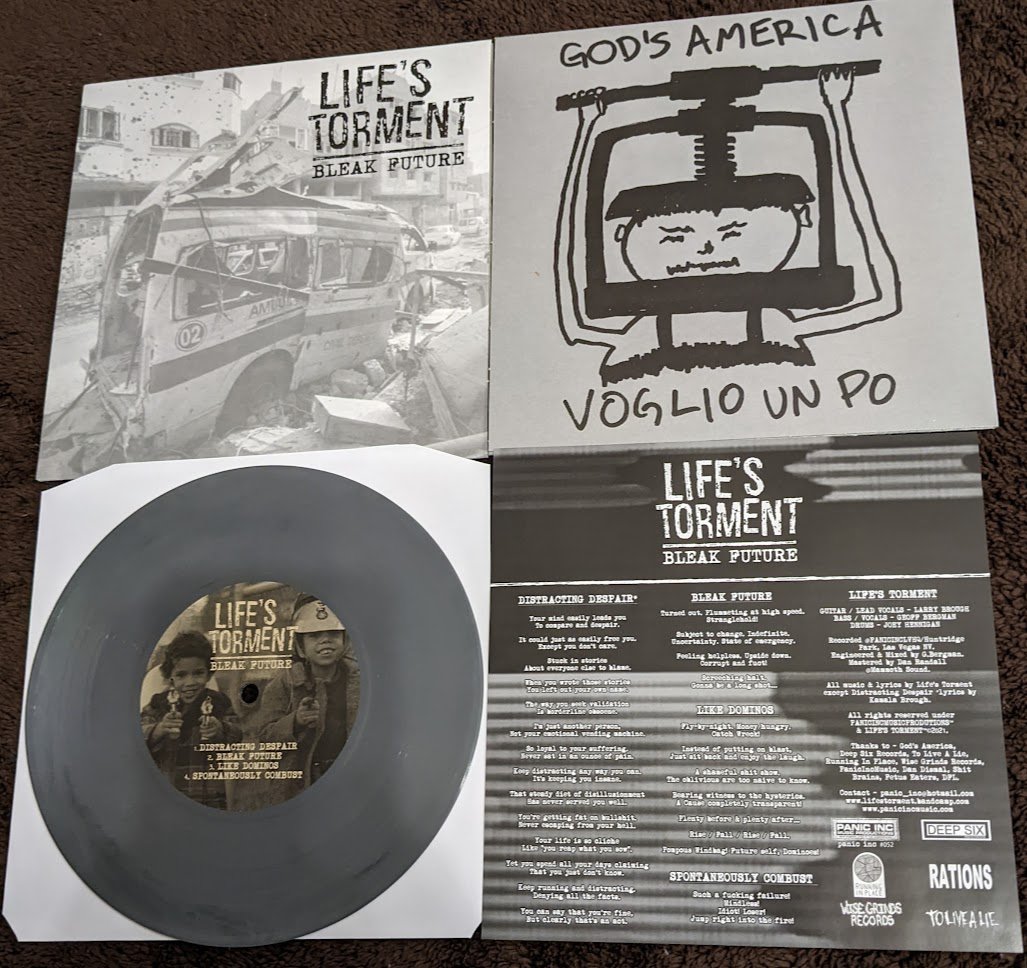 LIFE'S
TORMENT
BLEAK FUTURE
02
GOD'S AMERICA
VOGLIO UN PO
LIFE'S
TORMENT
BLEAK FUTURE
1. DISTRACTING DESPAIR
2. BLEAK FUTURE
3. LIKE DOMINOS
4. SPONTANEOUSLY COMBUST
LIFE'S
TORMENT
BLEAK FUTURE
DISTRACTING DESPAIR*
Your mind easily leads you
To compare and despair.
It could just as easily free you.
Except you don't care.
Stuck in stories
About everyone else to blame.
When you wrote those stories
You left out your own name.
The way you seek validation
is borderline obscene.
I'm just another person,
Not your emotional vending machine.
So loyal to your suffering.
Never sat in an ounce of pain.
Keep distracting any way you can.
It's keeping you insane.
That steady diet of disillusionment
Has never served you well.
You're getting fat on bullshit.
Never escaping from your hell.
Your life is so cliche
Like "you reap what you sow".
Yet you spend all your days claiming
That you just don't know.
Keep running and distracting.
Denying all the facts.
You can say that you're fine,
But clearly that's an act.
BLEAK FUTURE
Turned out. Plummeting at high speed.
Stranglehold!
Subject to change. Indefinite.
Uncertainty. State of emergency.
Feeling helpless. Upside down.
Corrupt and fuct!
Screeching halt.
Gonna be a long shot...
LIKE DOMINOS
Fly-by-night. Money hungry.
Catch Wreck!
Instead of putting on blast.
Just sit back and enjoy the laugh.
A shameful shit show.
The oblivious are too naive to know.
Bearing witness to the hysterics.
A Cause completely transparent!
Plenty before & plenty after...
Rise / Fall / Rise / Fall.
Pompous Windbag! Future self, Dominoes!
SPONTANEOUSLY COMBUST
Such a fucking failure!
Mindless!
Idiot! Loser!
Jump right into the fire!
LIFE'S TORMENT
GUITAR / LEAD VOCALS - LARRY BROUGH
BASS / VOCALS - GEOFF BERGMAN
DRUMS - JOEY HENNIGAN
Recorded @PANICINCLVHQ/Huntridge
Park, Las Vegas NV.
Engineered & Mixed by G.Bergman.
Mastered by Dan Randall
@Mammoth Sound.
All music & lyrics by Life's Torment
except Distracting Despair *lyrics by
Kamala Brough.
All rights reserved under
& LIFE'S TORMENT
Thanks to - God's America,
Deep Six Records, To Live A Lie,
Running In Place, Wise Grinds Records,
PanicIncMusic, Dan Dismal, Shit
Brains, Fetus Eaters, DFL.
Contact - panic_inc@hotmail.com
www.lifestorment.bandcamp.com
www.panicincmusic.com
PANIC INC
panic inc #052
DEEP SIX
RUNNING
IN PLACE
WISE GRINDS
RECORDS
RATIONS
TO LIVE A LIE